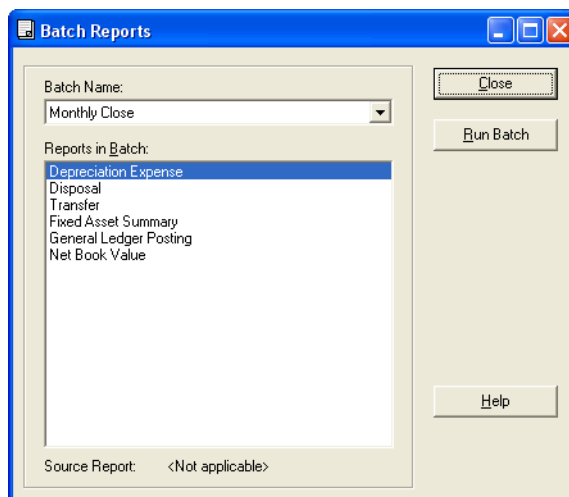 Batch Reports
Batch Name:
Monthly Close
Reports in Batch:
Depreciation Expense
Disposal
Transfer
Fixed Asset Summary
General Ledger Posting
Net Book Value
Source Report: <Not applicable>
Close
Run Batch
Help